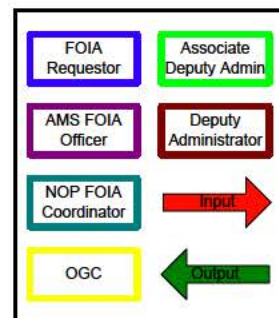 FOIA
Requestor
Associate
Deputy Admin
AMS FOIA
Officer
Deputy
Administrator
NOP FOIA
Coordinator
Input
OGC
Output